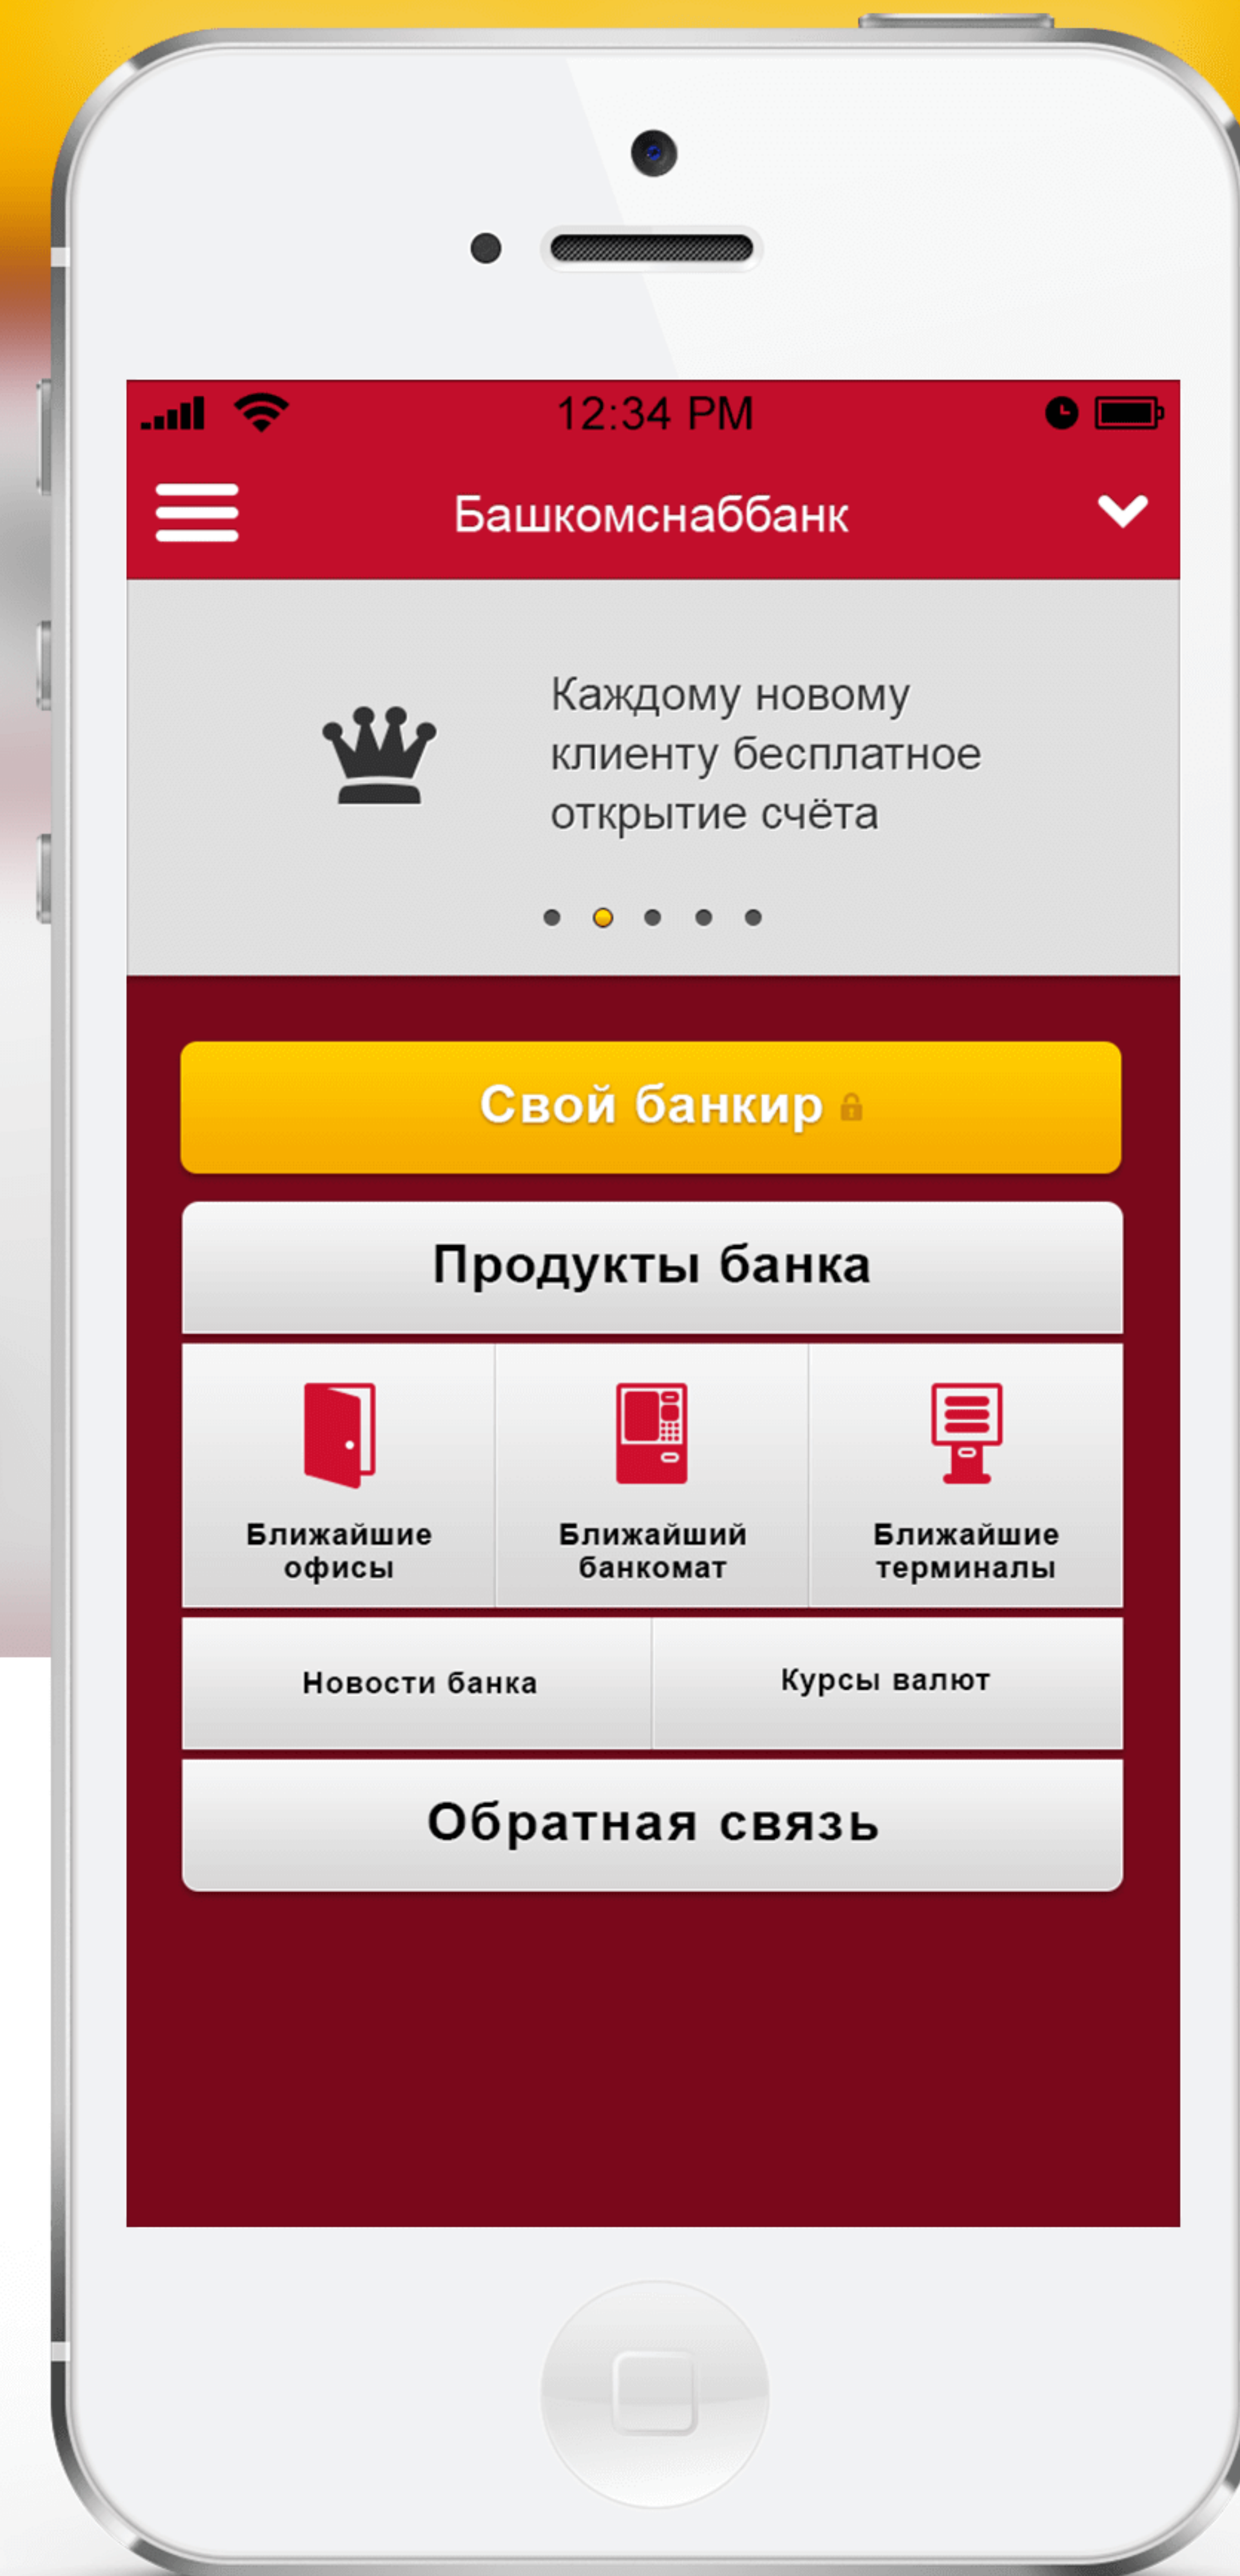 12:34 PM
Башкомснаббанк
Каждому новому
клиенту бесплатное
открытие счёта
Свой банкир
Продукты банка
Ближайшие
офисы
Ближайший
банкомат
Ближайшие
терминалы
Новости банка
Курсы валют
Обратная связь